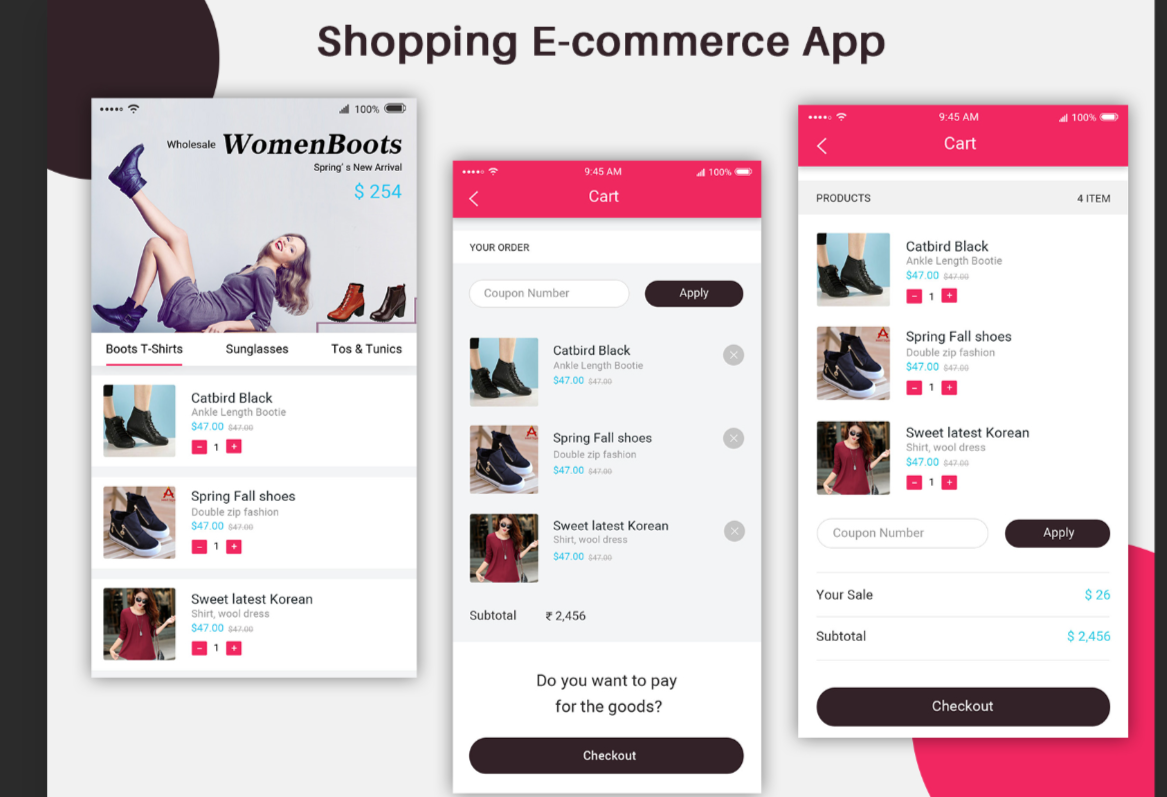 Shopping E-commerce App
100%
Wholesale WomenBoots
Spring' s New Arrival
$ 254
Boots T-Shirts Sunglasses Tos & Tunics
Catbird Black
Ankle Length Bootie
$47.00 $47.00
- 1 +
Spring Fall shoes
Double zip fashion
$47.00 $47.00
- 1 +
Sweet latest Korean
Shirt, wool dress
$47.00 $47.00
- 1 +
9:45 AM 100%
Cart
YOUR ORDER
Coupon Number Apply
Catbird Black
Ankle Length Bootie
$47.00 $47.00
Spring Fall shoes
Double zip fashion
$47.00 $47.00
Sweet latest Korean
Shirt, wool dress
$47.00 $47.00
Subtotal ₹ 2,456
Do you want to pay
for the goods?
Checkout
9:45 AM 100%
Cart
PRODUCTS 4 ITEM
Catbird Black
Ankle Length Bootie
$47.00 $47.00
- 1 +
Spring Fall shoes
Double zip fashion
$47.00 $47.00
- 1 +
Sweet latest Korean
Shirt, wool dress
$47.00 $47.00
- 1 +
Coupon Number Apply
Your Sale $ 26
Subtotal $ 2,456
Checkout